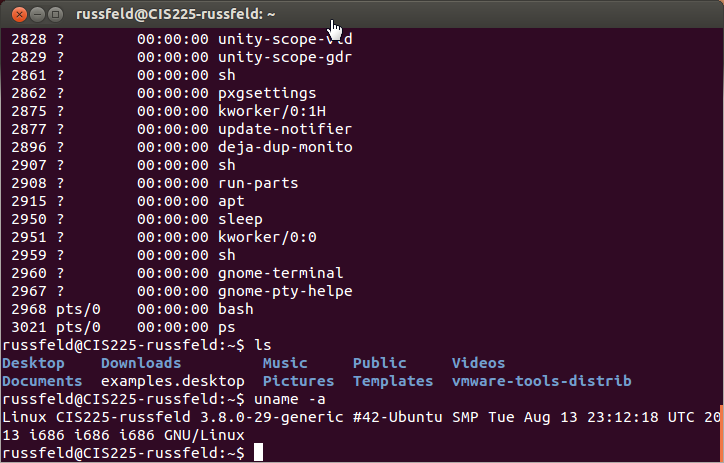 russfeld@CIS225-russfeld: ~
2828 ?        00:00:00 unity-scope-vid
2829 ?        00:00:00 unity-scope-gdr
2861 ?        00:00:00 sh
2862 ?        00:00:00 pxgsettings
2875 ?        00:00:00 kworker/0:1H
2877 ?        00:00:00 update-notifier
2896 ?        00:00:00 deja-dup-monito
2907 ?        00:00:00 sh
2908 ?        00:00:00 run-parts
2915 ?        00:00:00 apt
2950 ?        00:00:00 sleep
2951 ?        00:00:00 kworker/0:0
2959 ?        00:00:00 sh
2960 ?        00:00:00 gnome-terminal
2967 ?        00:00:00 gnome-pty-helpe
2968 pts/0    00:00:00 bash
3021 pts/0    00:00:00 ps
russfeld@CIS225-russfeld:~$ ls
Desktop    Downloads         Music     Public     Videos
Documents  examples.desktop  Pictures  Templates  vmware-tools-distrib
russfeld@CIS225-russfeld:~$ uname -a
Linux CIS225-russfeld 3.8.0-29-generic #42-Ubuntu SMP Tue Aug 13 23:12:18 UTC 20
13 i686 i686 i686 GNU/Linux
russfeld@CIS225-russfeld:~$